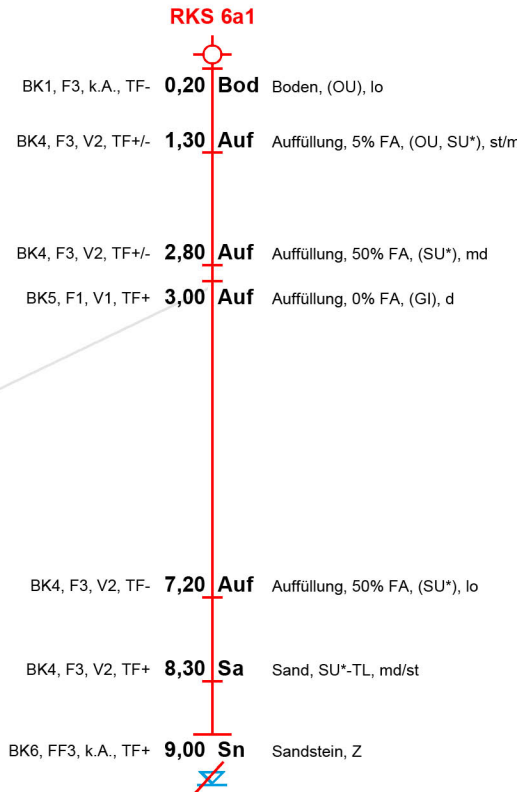 RKS 6a1
BK1, F3, k.A., TF- 0,20 Bod Boden, (OU), lo
BK4, F3, V2, TF+/- 1,30 Auf Auffüllung, 5% FA, (OU, SU*), st/m
BK4, F3, V2, TF+/- 2,80 Auf Auffüllung, 50% FA, (SU*), md
BK5, F1, V1, TF+ 3,00 Auf Auffüllung, 0% FA, (GI), d
BK4, F3, V2, TF- 7,20 Auf Auffüllung, 50% FA, (SU*), lo
BK4, F3, V2, TF+ 8,30 Sa Sand, SU*-TL, md/st
BK6, FF3, k.A., TF+ 9,00 Sn Sandstein, Z